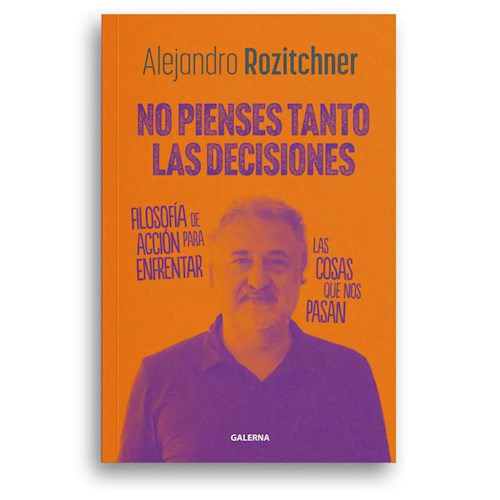 Alejandro Rozitchner
NO PIENSES TANTO
LAS DECISIONES
FILOSOFÍA DE
ACCIÓN PARA
ENFRENTAR
LAS
COSAS
QUE NOS
PASAN
GALERNA